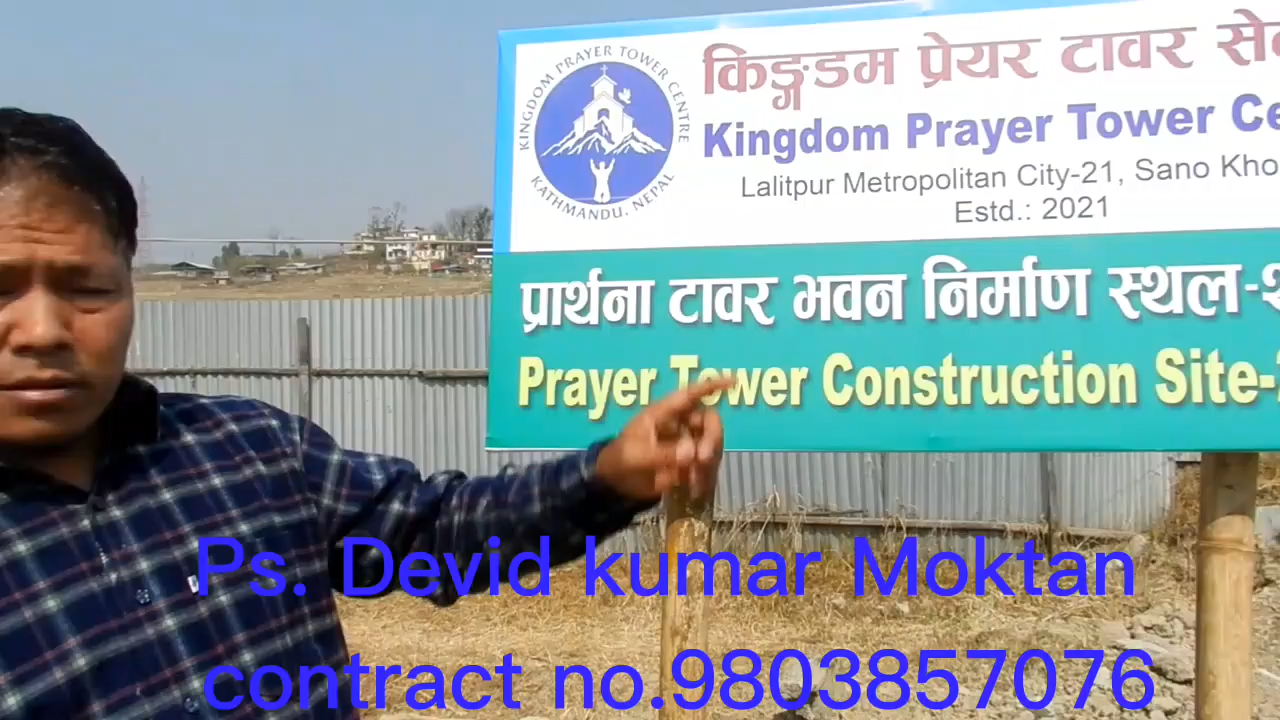 KINGDOM PRAYER TOWER CENTRE
KATHMANDU, NEPAL
किङ्गडम प्रेयर टावर
Kingdom Prayer Tower
Lalitpur Metropolitan City-21, Sano
Estd.: 2021
प्रार्थना टावर भवन निर्माण स्थल-
Prayer Tower Construction Site-
Ps. Devid kumar Moktan
contract no.9803857076